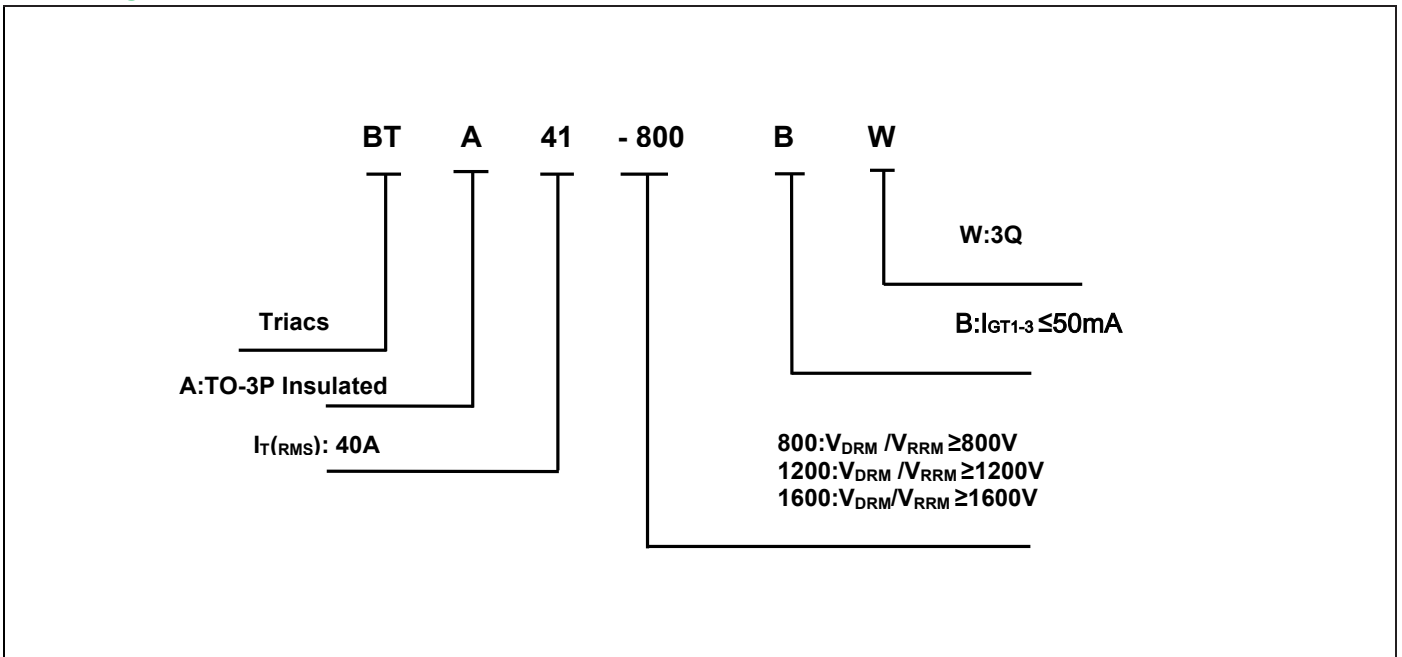 BT A 41 - 800 B W
W:3Q
Triacs
B:IGT1-3 ≤50mA
A:TO-3P Insulated
IT(RMS): 40A
800:VDRM /VRRM ≥800V
1200:VDRM /VRRM ≥1200V
1600:VDRM/VRRM ≥1600V